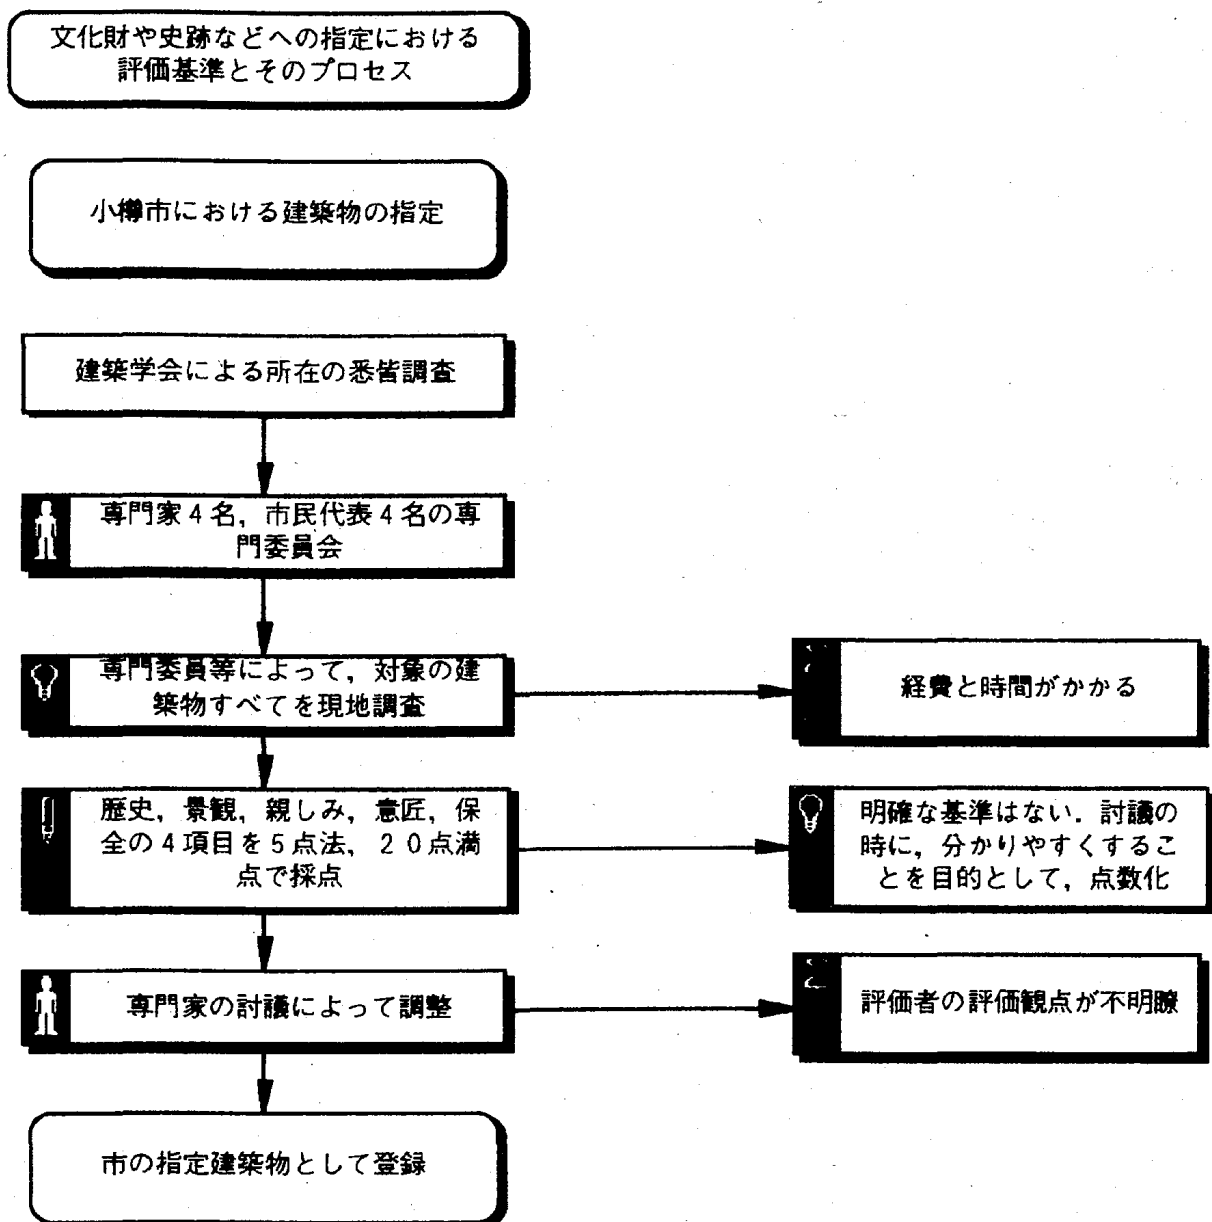 文化財や史跡などへの指定における
評価基準とそのプロセス
小樽市における建築物の指定
建築学会による所在の悉皆調査
専門家4名,市民代表4名の専
門委員会
専門委員等によって,対象の建
築物すべてを現地調査
経費と時間がかかる
歴史,景観,親しみ,意匠,保
全の4項目を5点法,20点満
点で採点
明確な基準はない.討議の
時に,分かりやすくするこ
とを目的として,点数化
専門家の討議によって調整
評価者の評価観点が不明瞭
市の指定建築物として登録